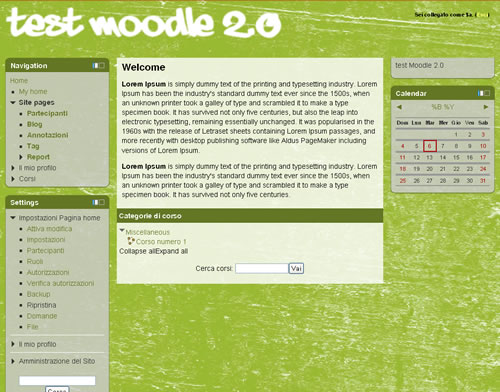 test moodle 2.0
Sei collegato come
Navigation
Home
My home
Site pages
Partecipanti
Blog
Annotazioni
Tag
Report
Il mio profilo
Corsi
Settings
Impostazioni Pagina home
Attiva modifica
Impostazioni
Partecipanti
Ruoli
Autorizzazioni
Verifica autorizzazioni
Backup
Ripristina
Domande
File
Il mio profilo
Amministrazione del Sito
Cerca
Welcome
Lorem Ipsum is simply dummy text of the printing and typesetting industry. Lorem
Ipsum has been the industry's standard dummy text ever since the 1500s, when
an unknown printer took a galley of type and scrambled it to make a type
specimen book. It has survived not only five centuries, but also the leap into
electronic typesetting, remaining essentially unchanged. It was popularised in the
1960s with the release of Letraset sheets containing Lorem Ipsum passages, and
more recently with desktop publishing software like Aldus PageMaker including
versions of Lorem Ipsum.
Lorem Ipsum is simply dummy text of the printing and typesetting industry. Lorem
Ipsum has been the industry's standard dummy text ever since the 1500s, when
an unknown printer took a galley of type and scrambled it to make a type
specimen book. It has survived not only five centuries.
Categorie di corso
Miscellaneous
Corso numero 1
Collapse allExpand all
Cerca corsi: Vai
test Moodle 2.0
Calendar
◄ %B %Y ►
Dom Lun Mar Mer Gio Ven Sab
1 2 3
4 5 6 7 8 9 10
11 12 13 14 15 16 17
18 19 20 21 22 23 24
25 26 27 28 29 30 31